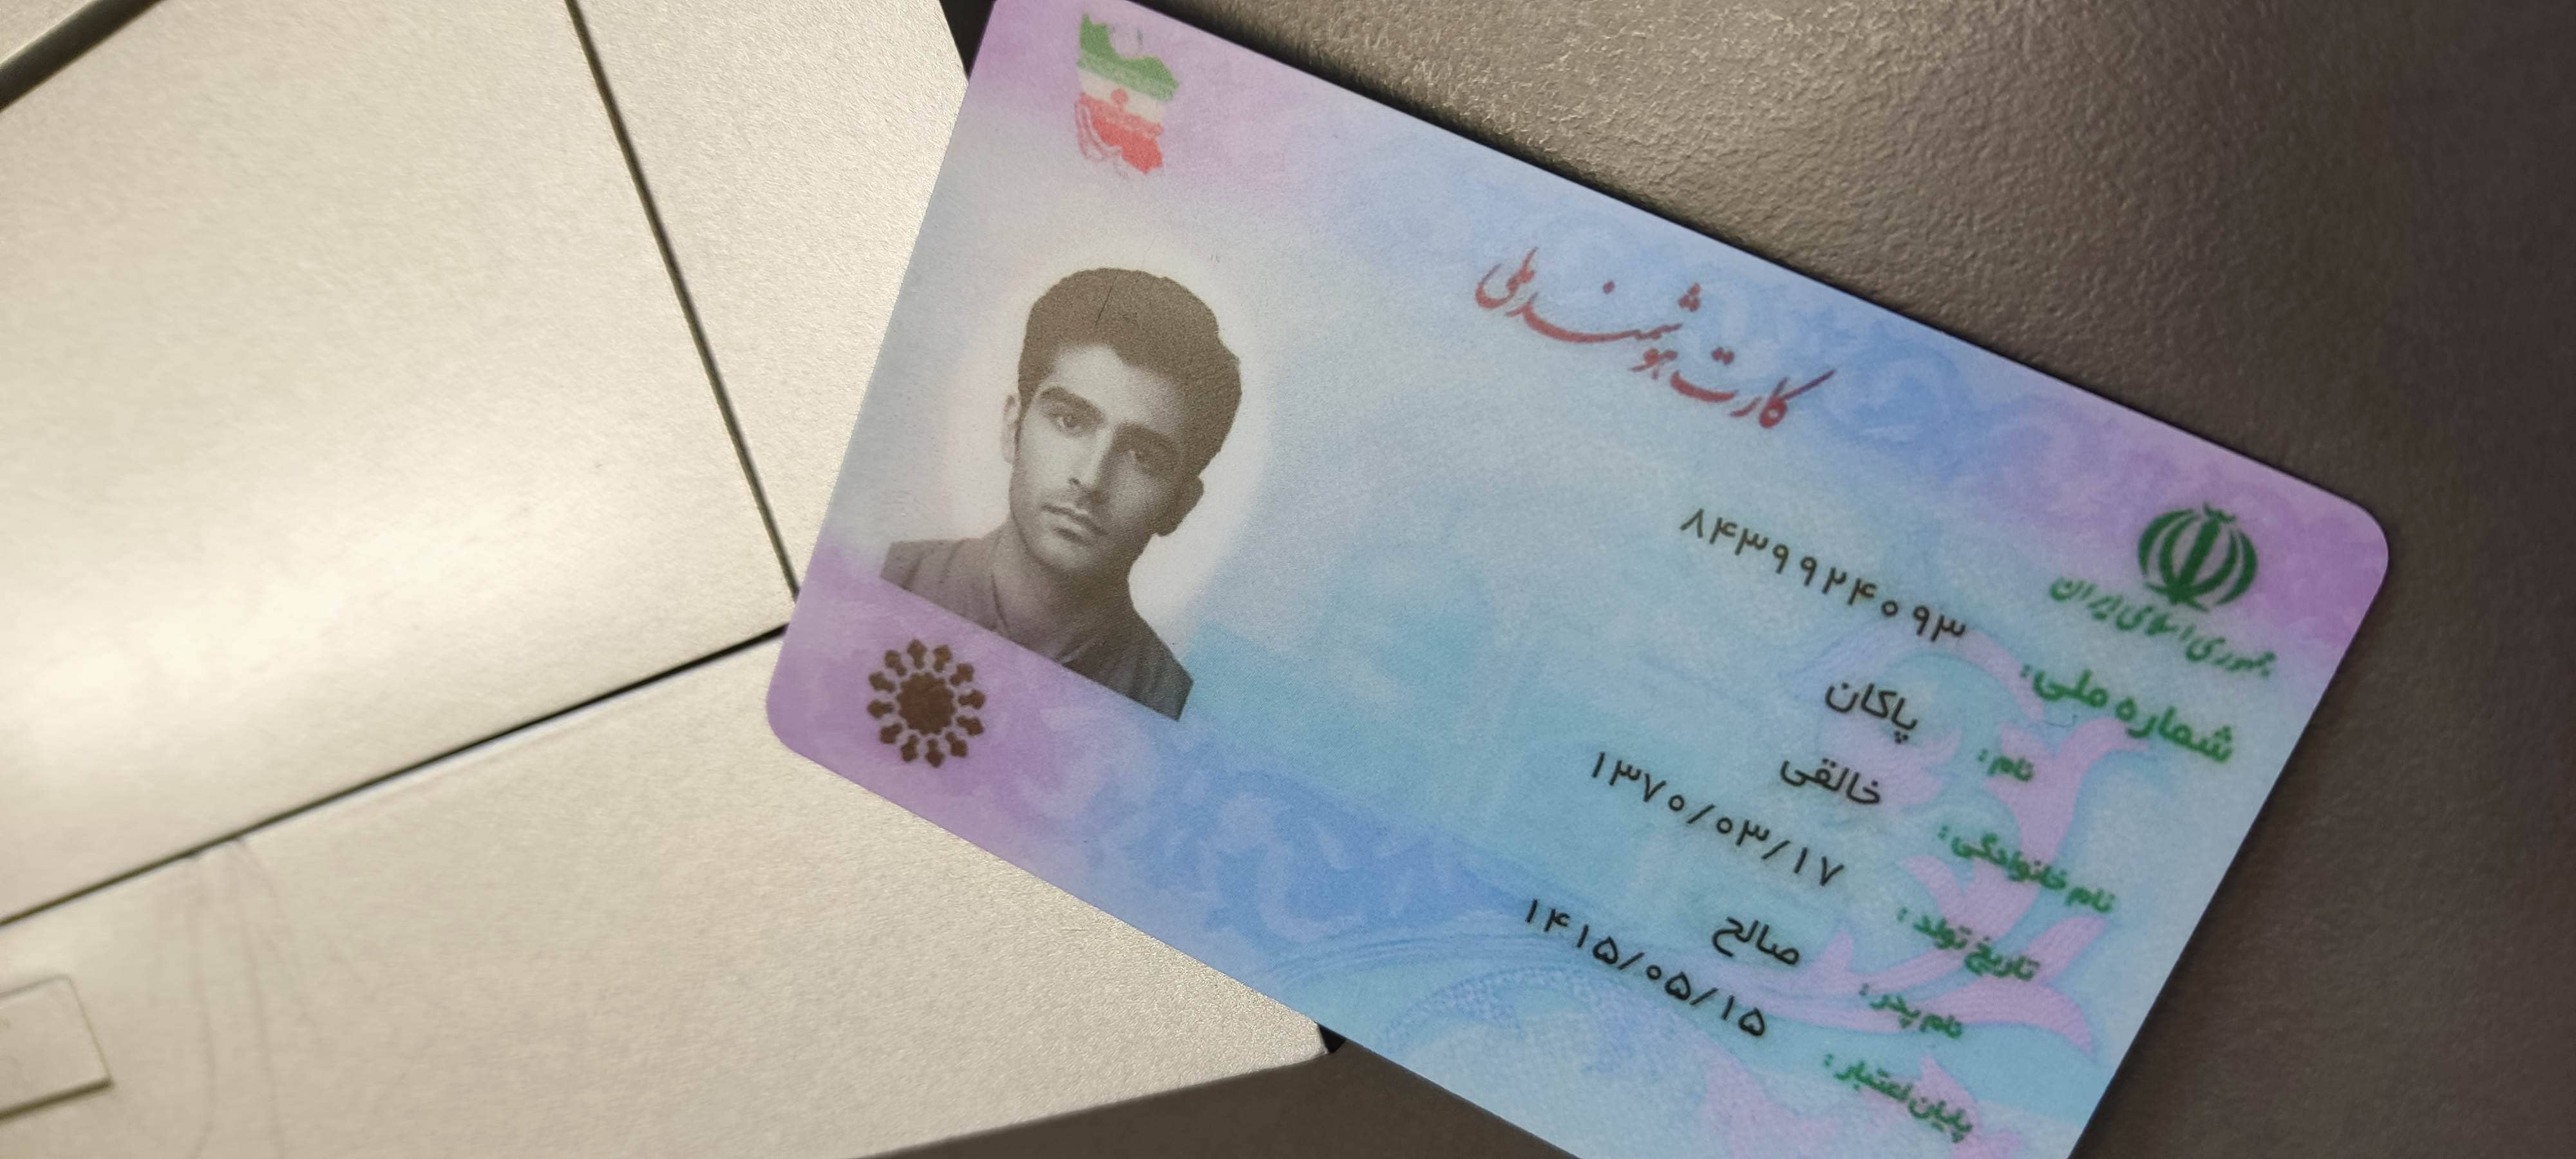 کارت هوشمند ملی
جمهوری اسلامی ایران
شماره ملی: ۸۴۳۹۹۲۴۰۹۳
نام: پاکان
نام خانوادگی: خالقی
تاریخ تولد: ۱۳۷۰/۰۳/۱۷
نام پدر: صالح
پایان اعتبار: ۱۴۱۵/۰۵/۱۵